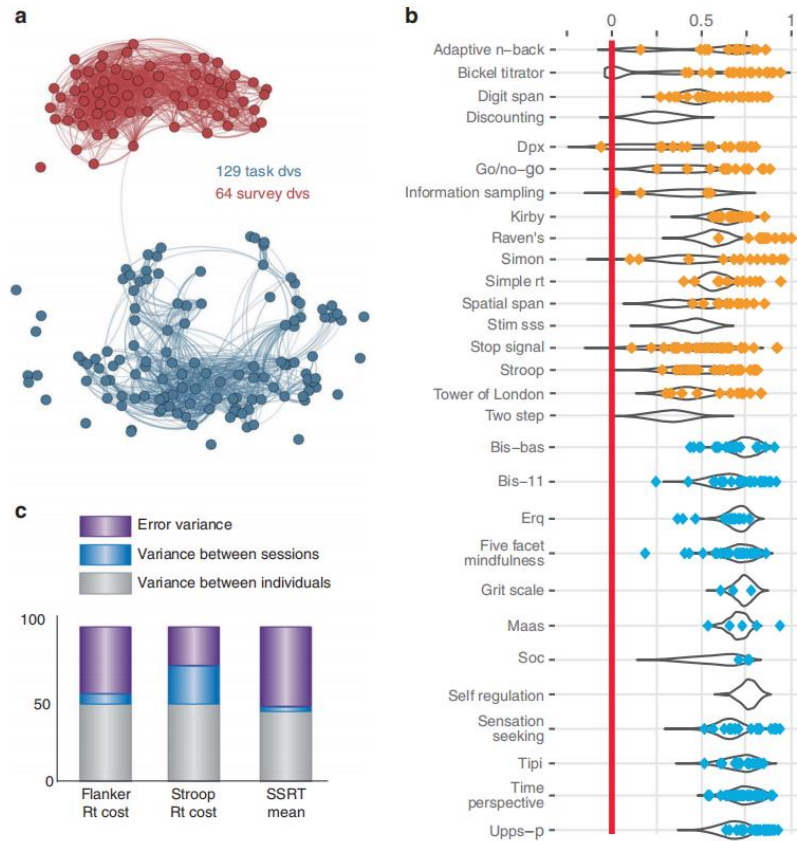 a
129 task dvs
64 survey dvs
b
0
0.5
1
Adaptive n-back
Bickel titrator
Digit span
Discounting
Dpx
Go/no-go
Information sampling
Kirby
Raven's
Simon
Simple rt
Spatial span
Stim sss
Stop signal
Stroop
Tower of London
Two step
Bis-bas
Bis-11
Erq
Five facet
mindfulness
Grit scale
Maas
Soc
Self regulation
Sensation
seeking
Tipi
Time
perspective
Upps-p
c
Error variance
Variance between sessions
Variance between individuals
100
50
0
Flanker
Rt cost
Stroop
Rt cost
SSRT
mean